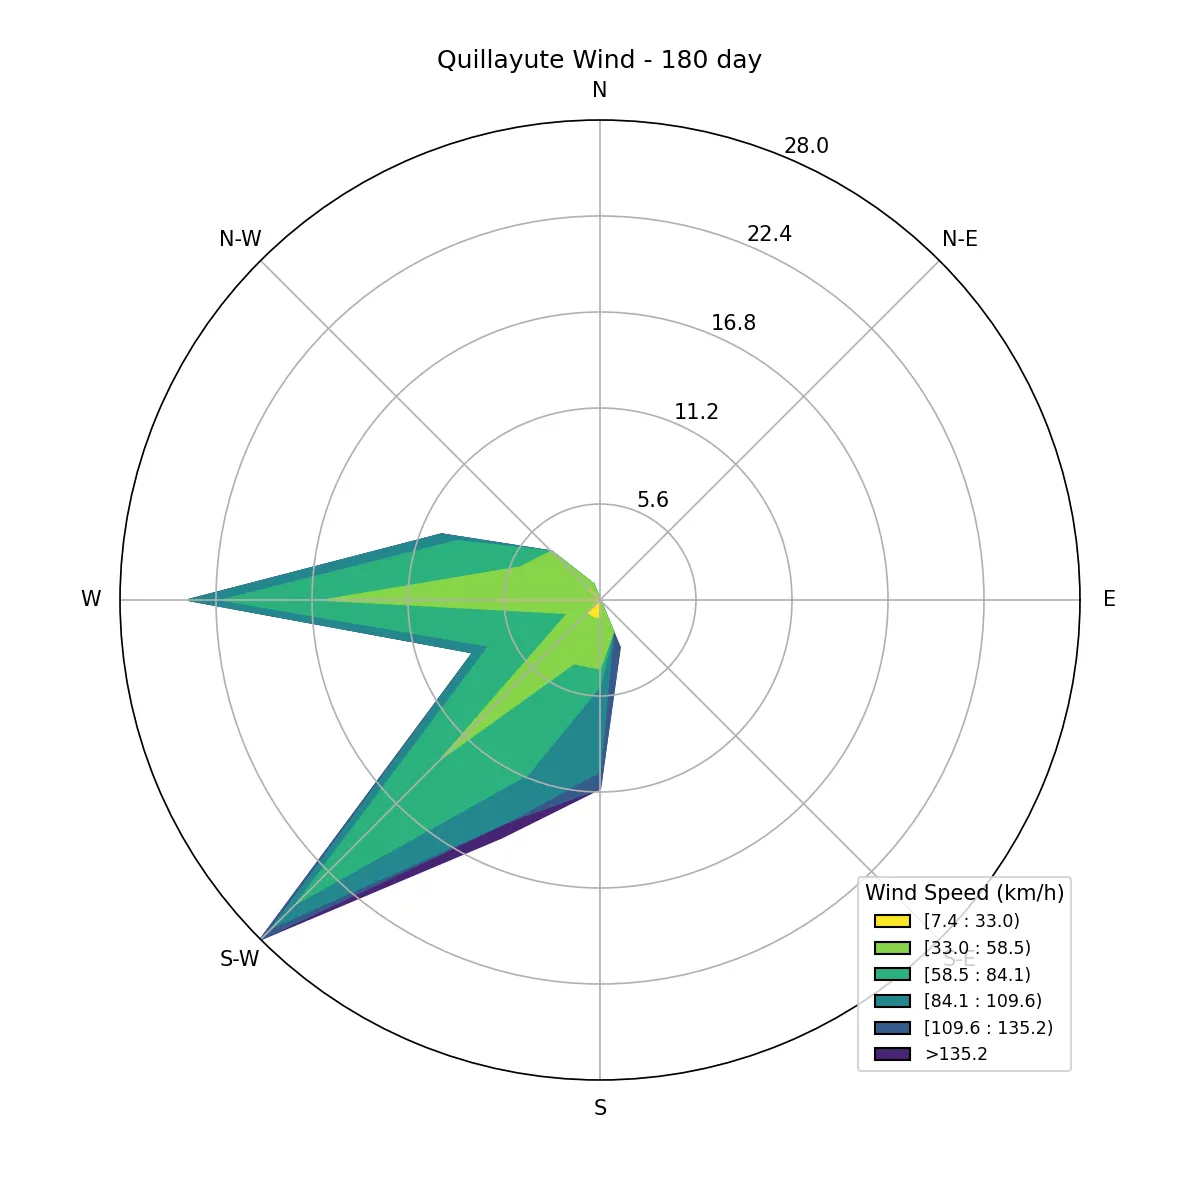 Quillayute Wind - 180 day
N
28.0
N-W
22.4
N-E
16.8
11.2
5.6
W
E
Wind Speed (km/h)
[7.4 : 33.0)
[33.0 : 58.5)
S-W
S-E
[58.5 : 84.1)
[84.1 : 109.6)
[109.6 : 135.2)
>135.2
S